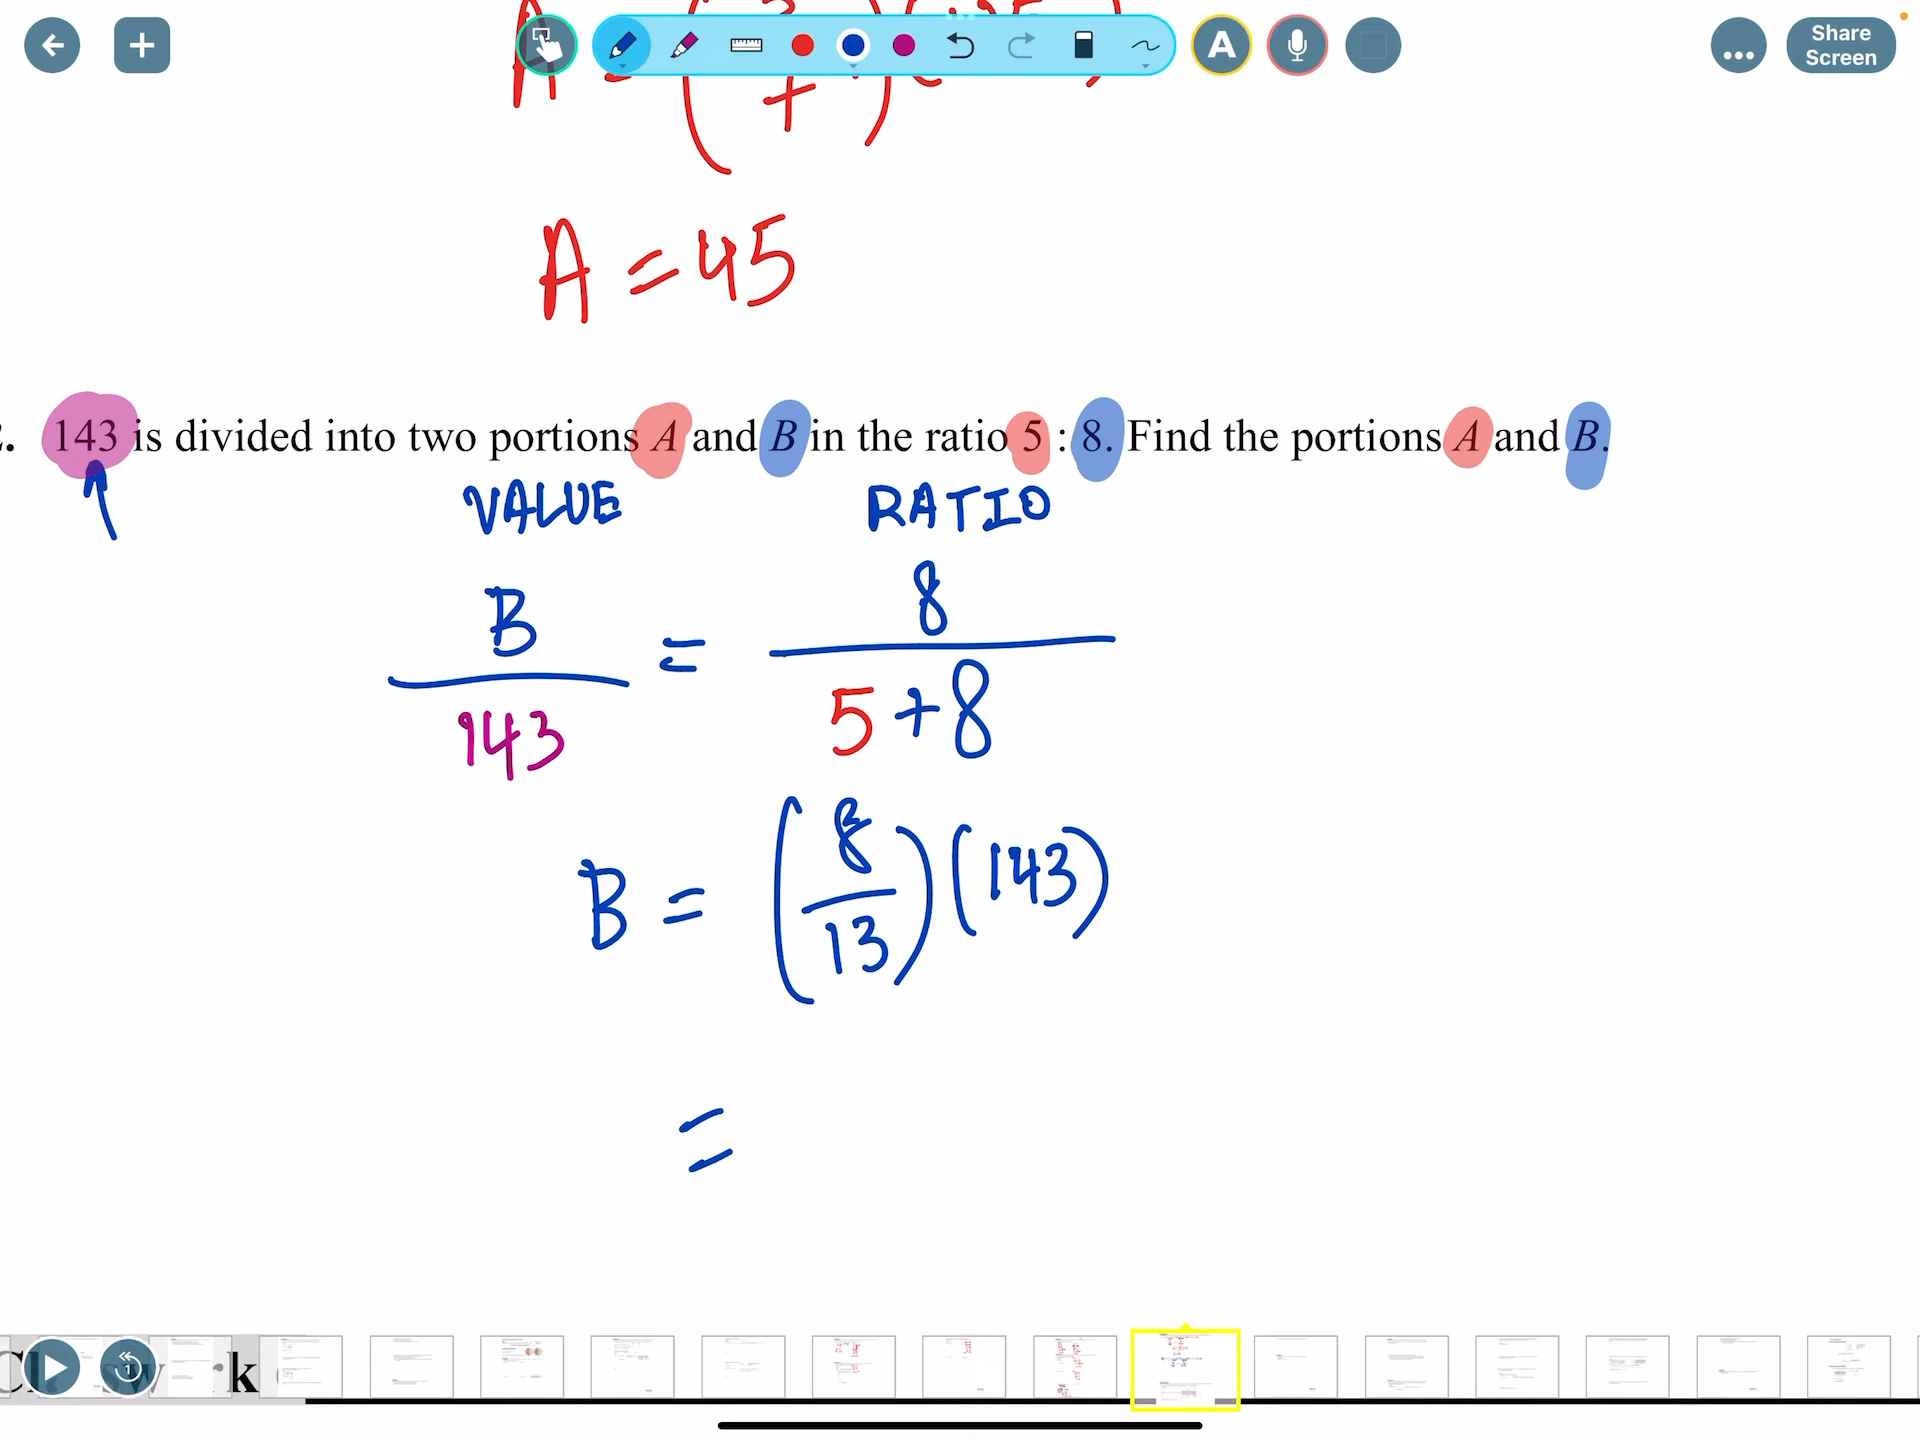 A
Share
Screen
A = 45
143 is divided into two portions A and B in the ratio 5 : 8. Find the portions A and B.
VALUE RATIO
B = 8
143 5 + 8
B = ( 8 ) ( 143 )
13
=